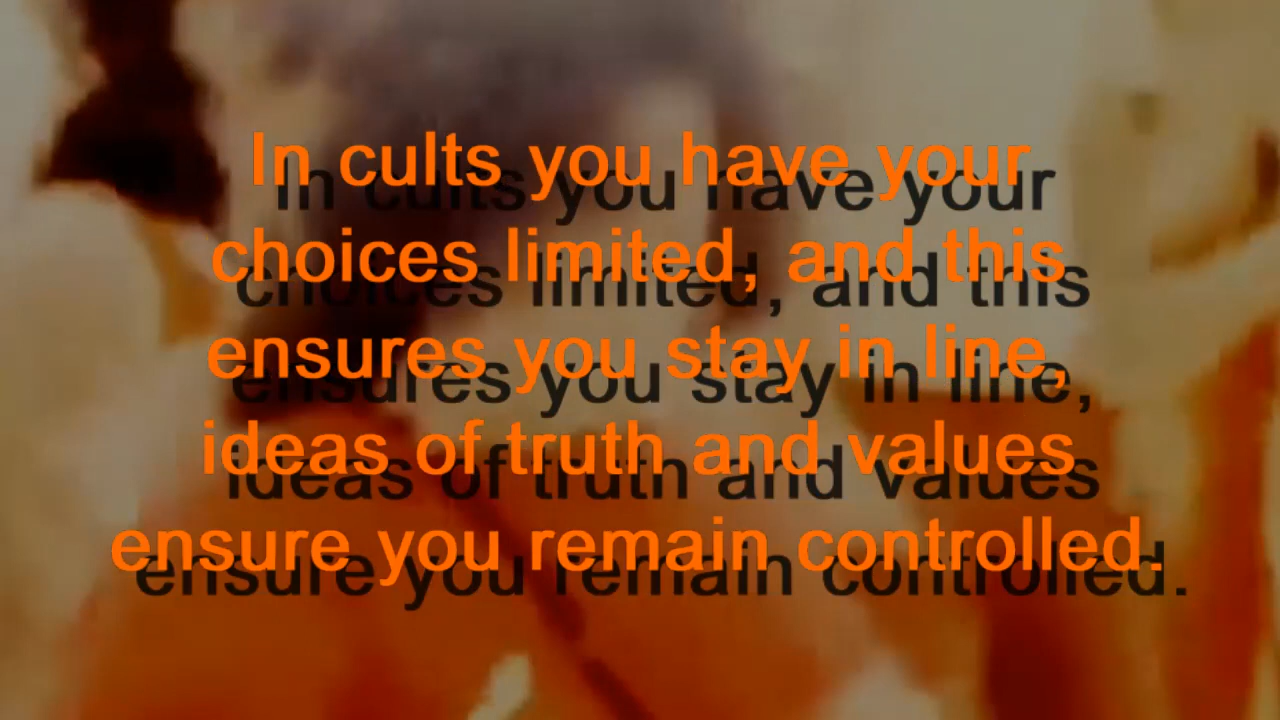 In cults you have your
choices limited, and this
ensures you stay in line,
ideas of truth and values
ensure you remain controlled.